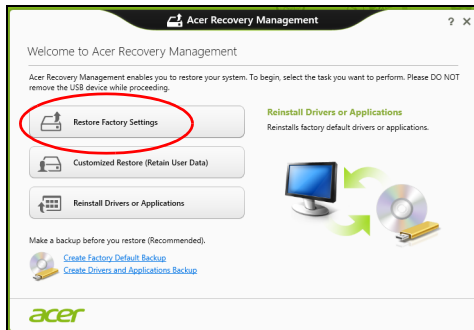 Acer Recovery Management
? X
Welcome to Acer Recovery Management
Acer Recovery Management enables you to restore your system. To begin, select the task you want to perform. Please DO NOT
remove the USB device while proceeding.
Restore Factory Settings
Reinstall Drivers or Applications
Reinstalls factory default drivers or applications.
Customized Restore (Retain User Data)
Reinstall Drivers or Applications
Make a backup before you restore (Recommended).
Create Factory Default Backup
Create Drivers and Applications Backup
acer